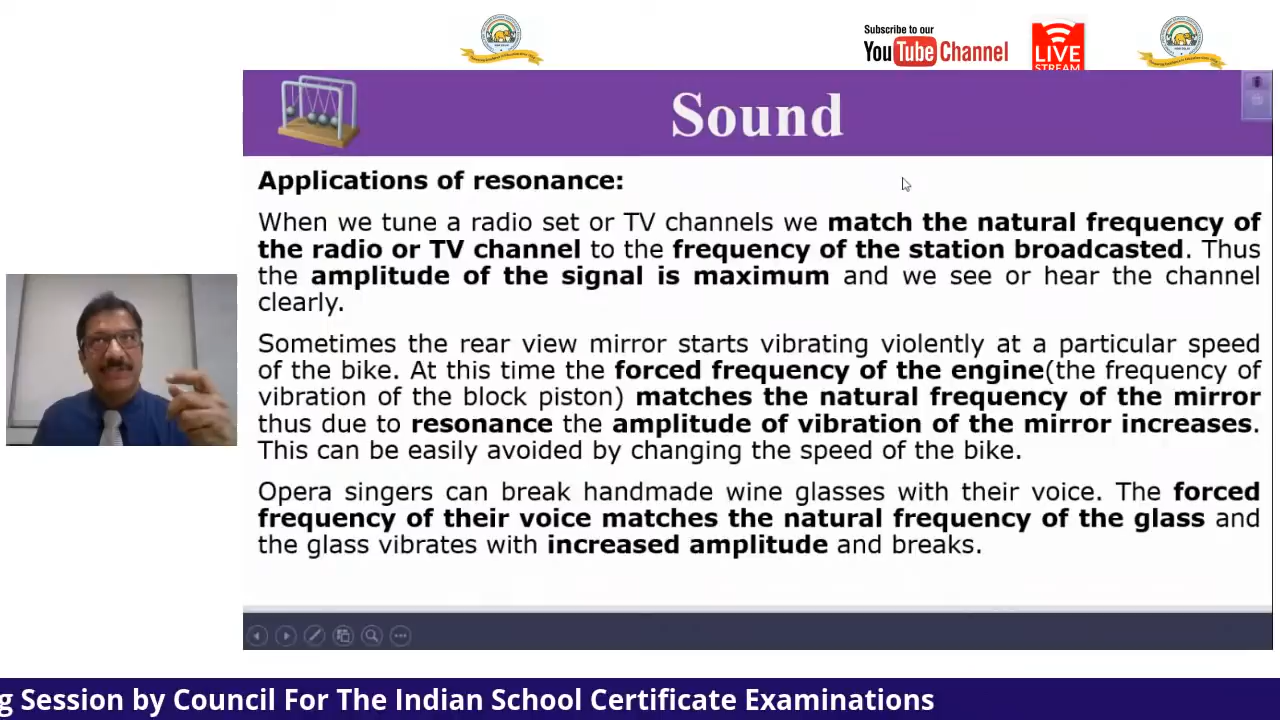 Subscribe to our
YouTube Channel
LIVE
STREAM
Sound
Applications of resonance:
When we tune a radio set or TV channels we match the natural frequency of
the radio or TV channel to the frequency of the station broadcasted. Thus
the amplitude of the signal is maximum and we see or hear the channel
clearly.
Sometimes the rear view mirror starts vibrating violently at a particular speed
of the bike. At this time the forced frequency of the engine(the frequency of
vibration of the block piston) matches the natural frequency of the mirror
thus due to resonance the amplitude of vibration of the mirror increases.
This can be easily avoided by changing the speed of the bike.
Opera singers can break handmade wine glasses with their voice. The forced
frequency of their voice matches the natural frequency of the glass and
the glass vibrates with increased amplitude and breaks.
g Session by Council For The Indian School Certificate Examinations